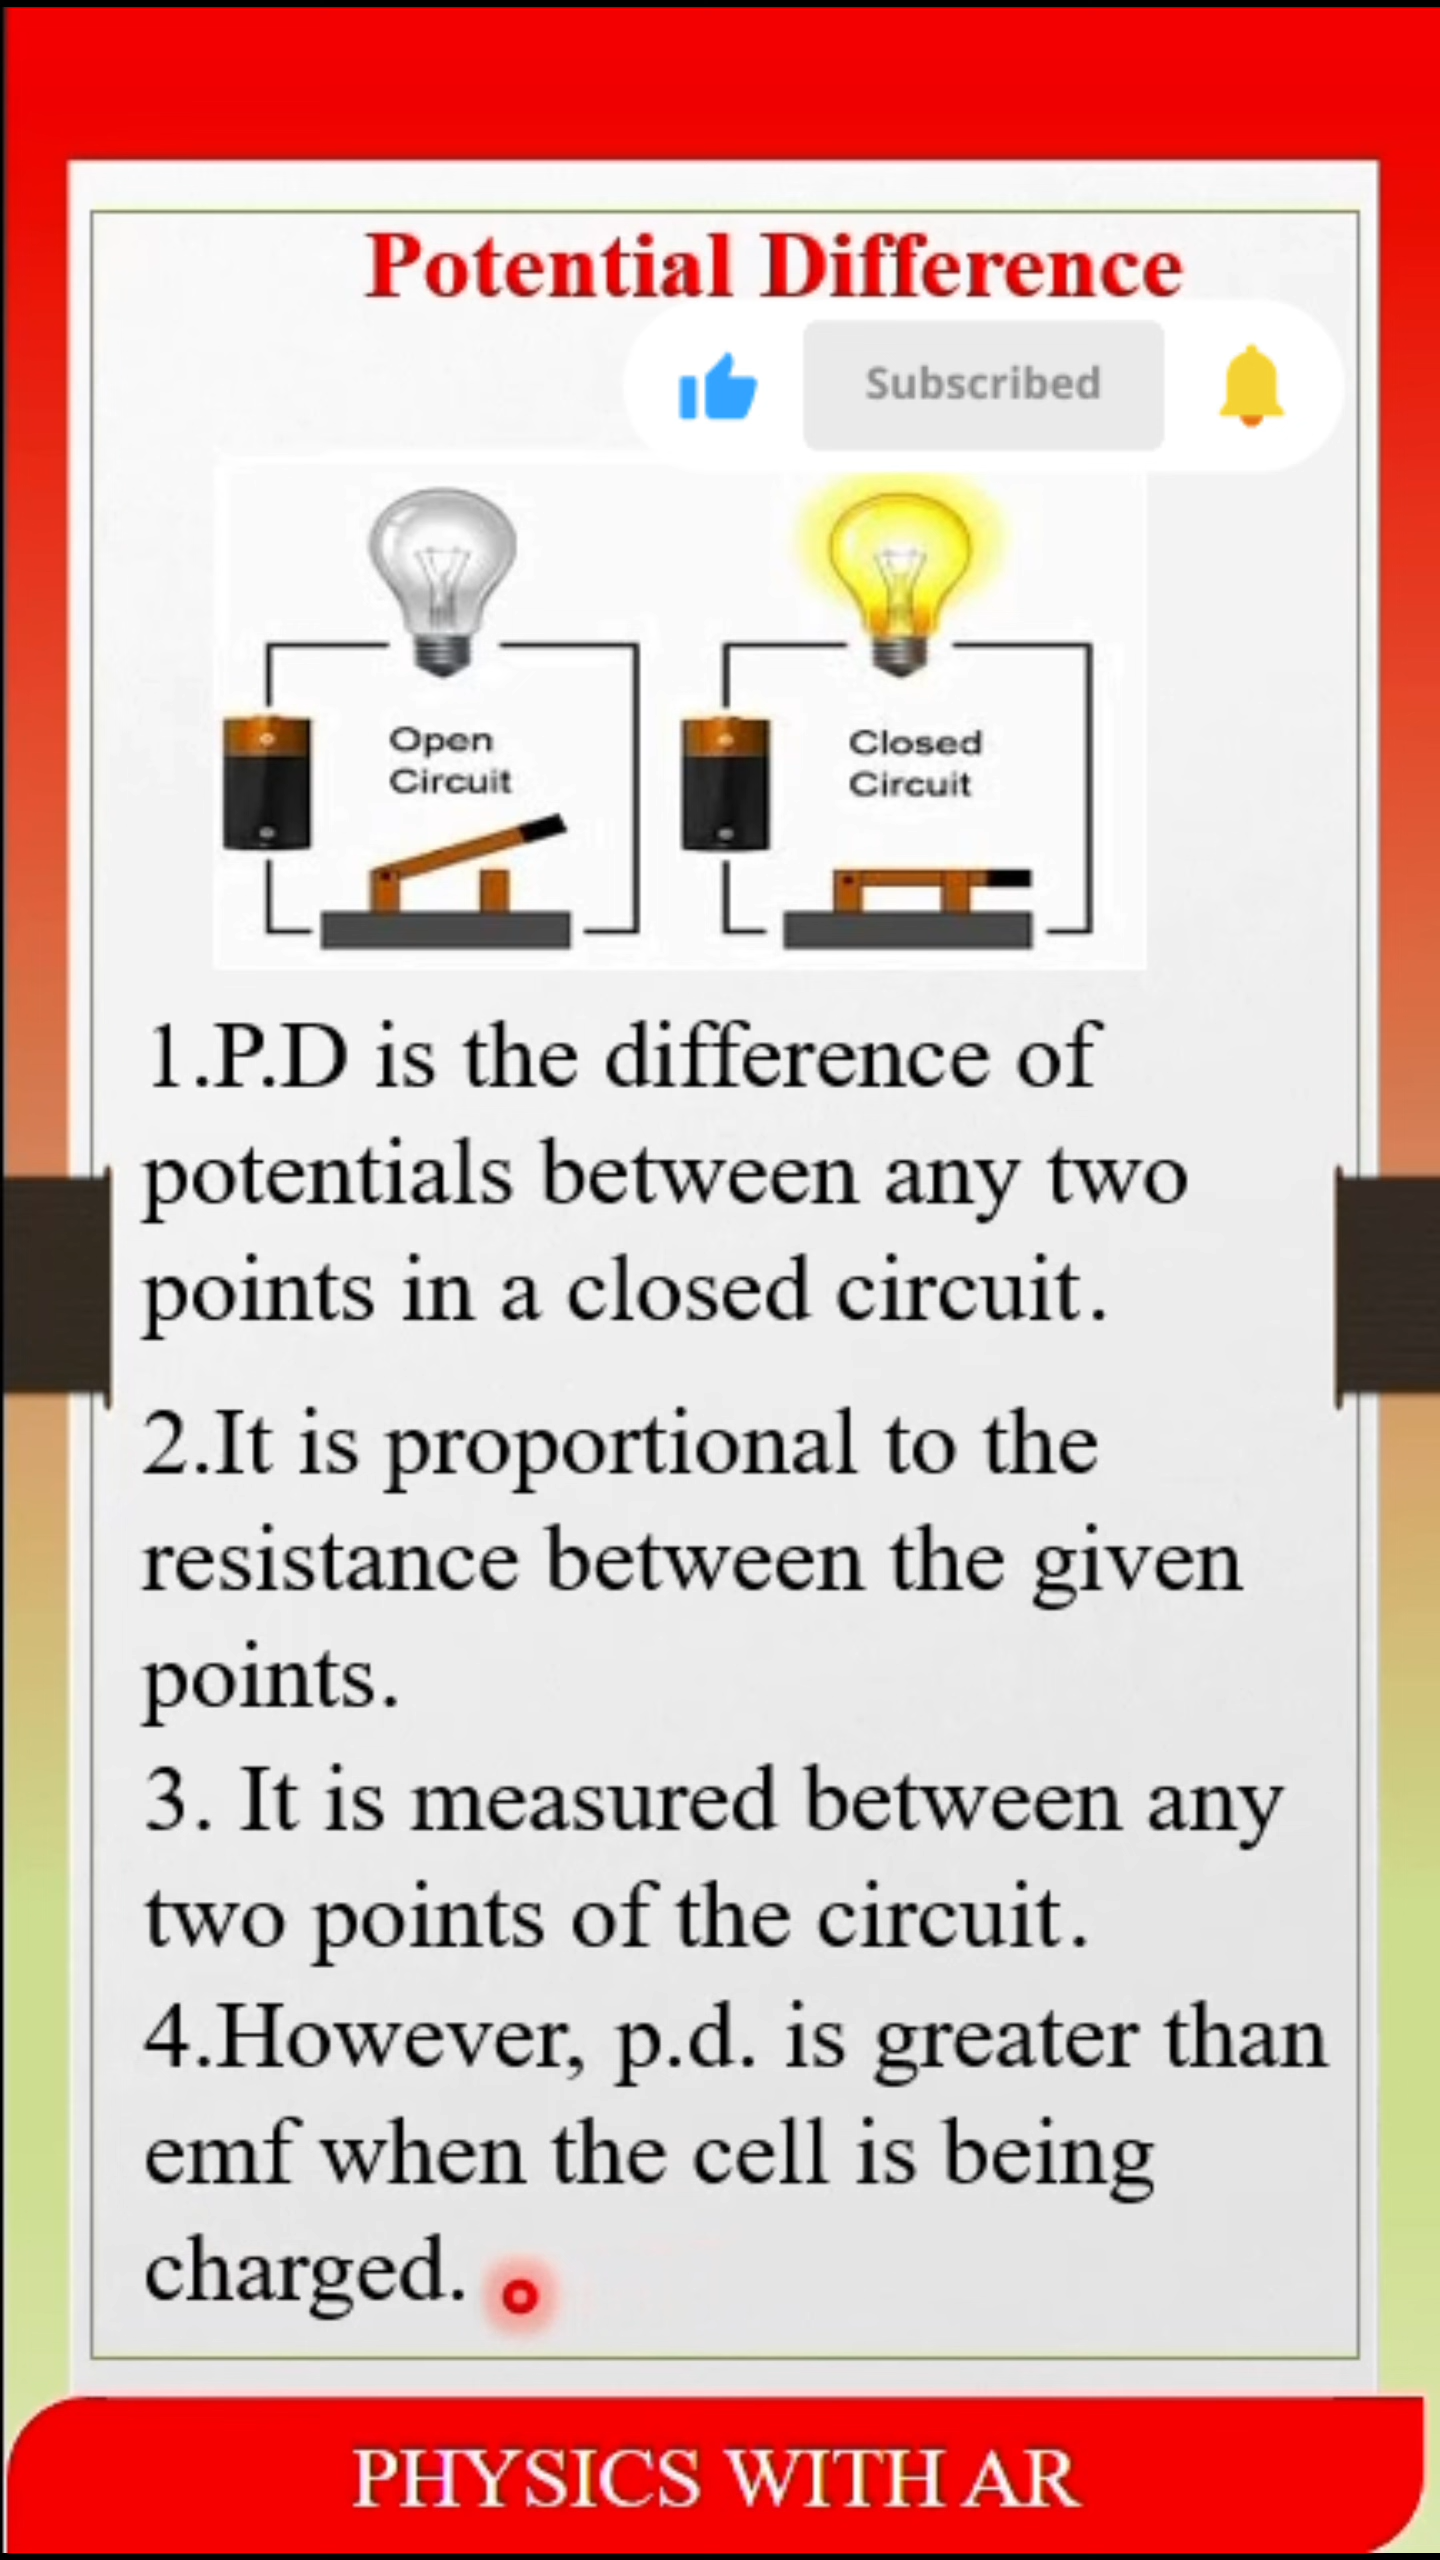 Potential Difference
Subscribed
Open
Circuit
Closed
Circuit
1.P.D is the difference of
potentials between any two
points in a closed circuit.
2.It is proportional to the
resistance between the given
points.
3. It is measured between any
two points of the circuit.
4.However, p.d. is greater than
emf when the cell is being
charged.
PHYSICS WITH AR